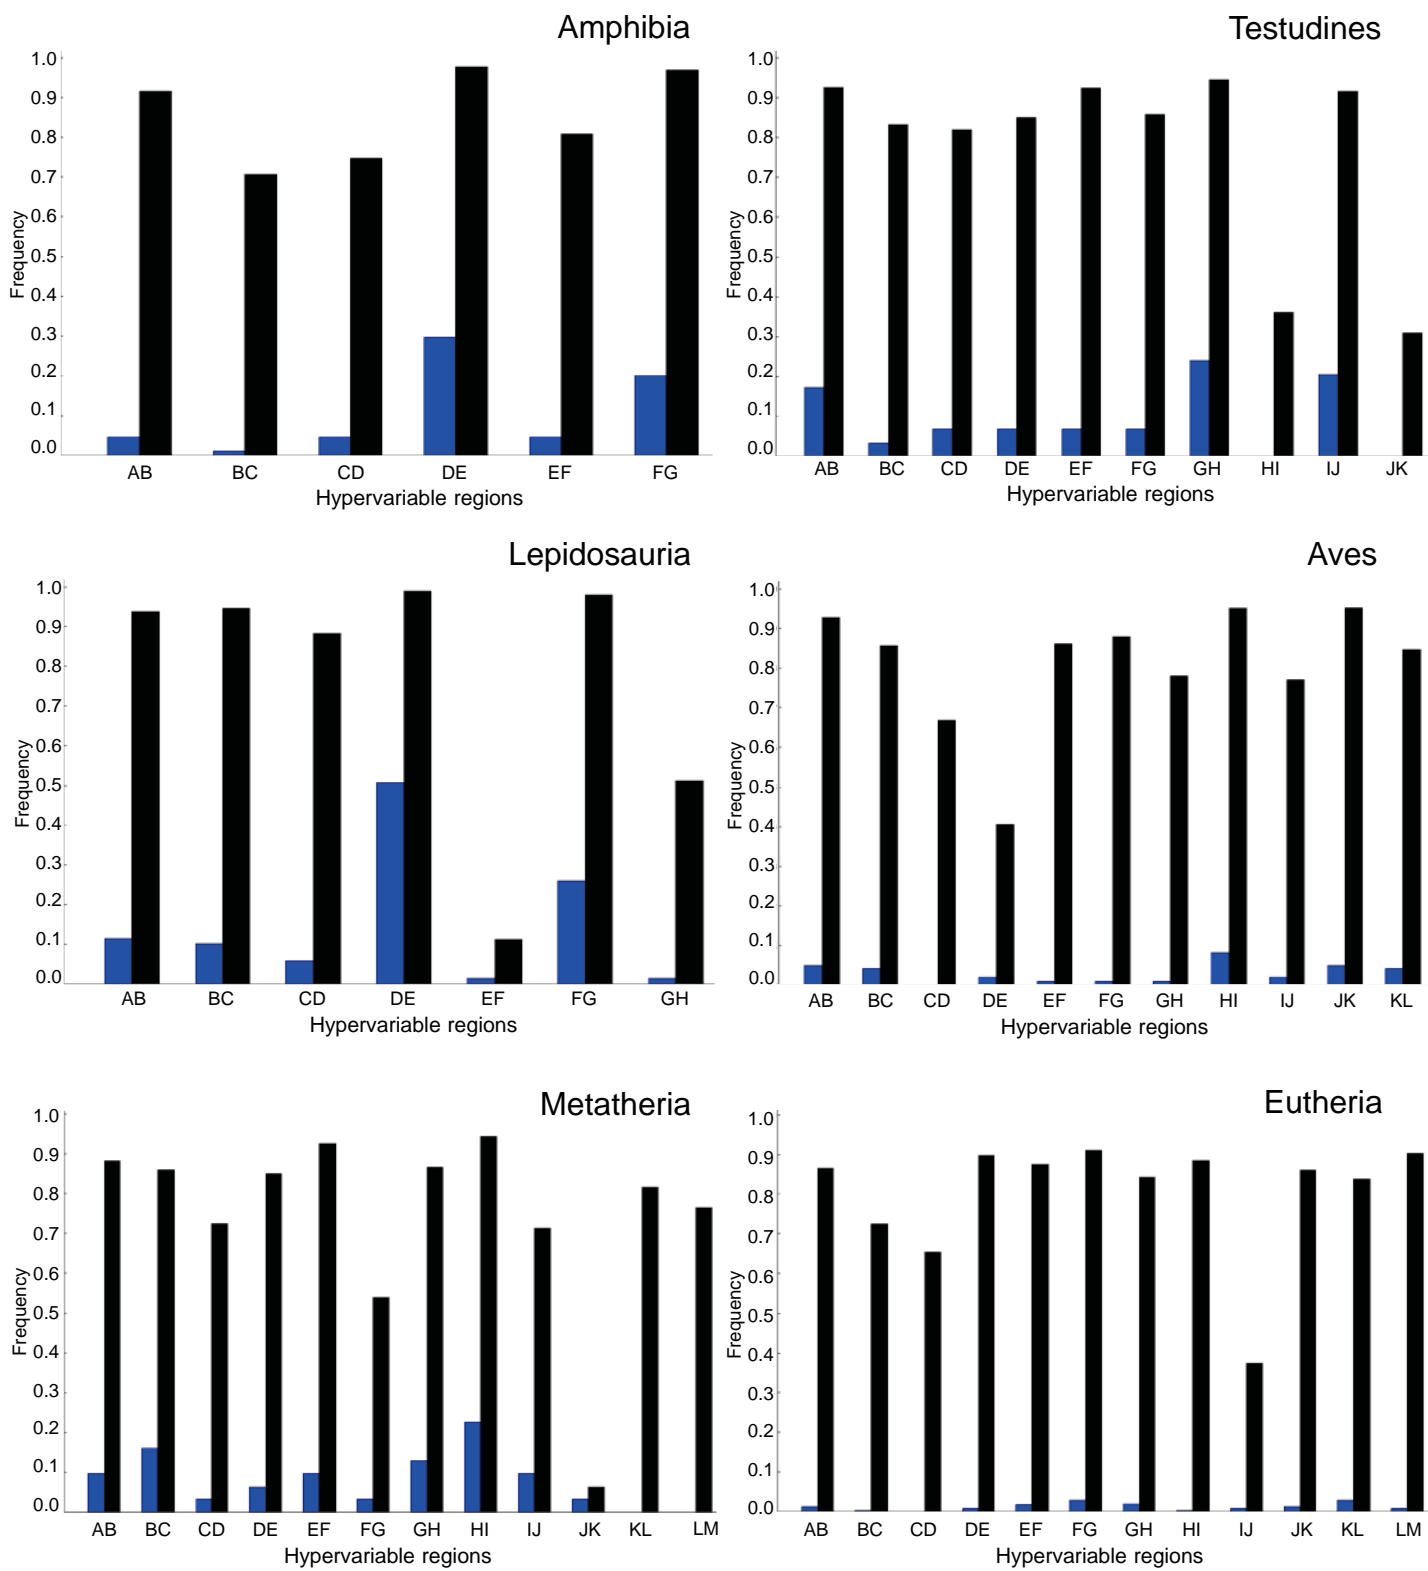 Amphibia
1.0
0.9
0.8
0.7
0.6
0.5
0.4
0.3
0.2
0.1
0.0
Frequency
AB BC CD DE EF FG
Hypervariable regions
Testudines
1.0
0.9
0.8
0.7
0.6
0.5
0.4
0.3
0.2
0.1
0.0
Frequency
AB BC CD DE EF FG GH HI IJ JK
Hypervariable regions
Lepidosauria
1.0
0.9
0.8
0.7
0.6
0.5
0.4
0.3
0.2
0.1
0.0
Frequency
AB BC CD DE EF FG GH
Hypervariable regions
Aves
1.0
0.9
0.8
0.7
0.6
0.5
0.4
0.3
0.2
0.1
0.0
Frequency
AB BC CD DE EF FG GH HI IJ JK KL
Hypervariable regions
Metatheria
1.0
0.9
0.8
0.7
0.6
0.5
0.4
0.3
0.2
0.1
0.0
Frequency
AB BC CD DE EF FG GH HI IJ JK KL LM
Hypervariable regions
Eutheria
1.0
0.9
0.8
0.7
0.6
0.5
0.4
0.3
0.2
0.1
0.0
Frequency
AB BC CD DE EF FG GH HI IJ JK KL LM
Hypervariable regions